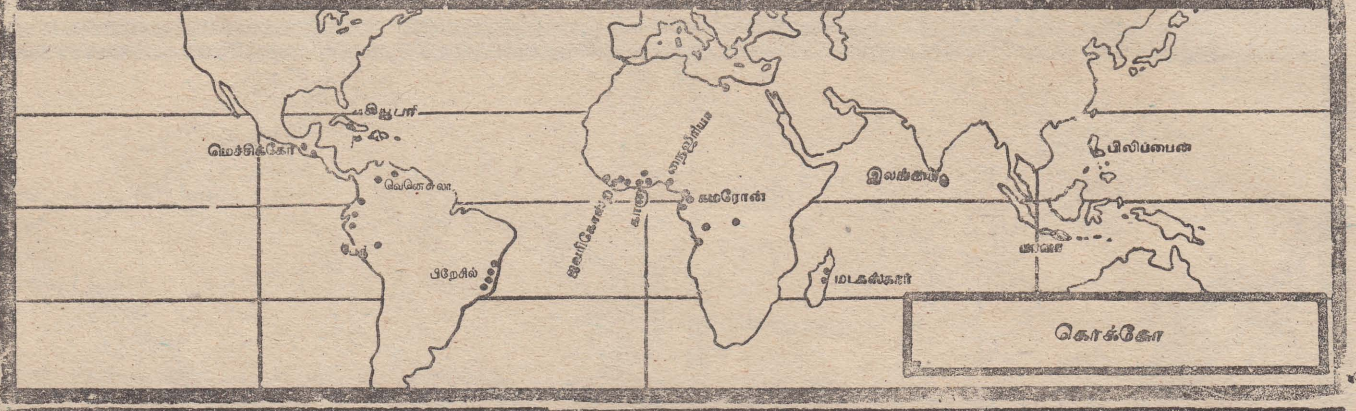 கியூபா
மெச்சிக்கோ
வெனெசுலா
பேரு
பிறேசில்
ஐவரிகோஸ்ற்
கானா
நைஜீரியா
கமரோன்
மடகஸ்கார்
இலங்கை
பிலிப்பைன்
ஜாவா
கொக்கோ